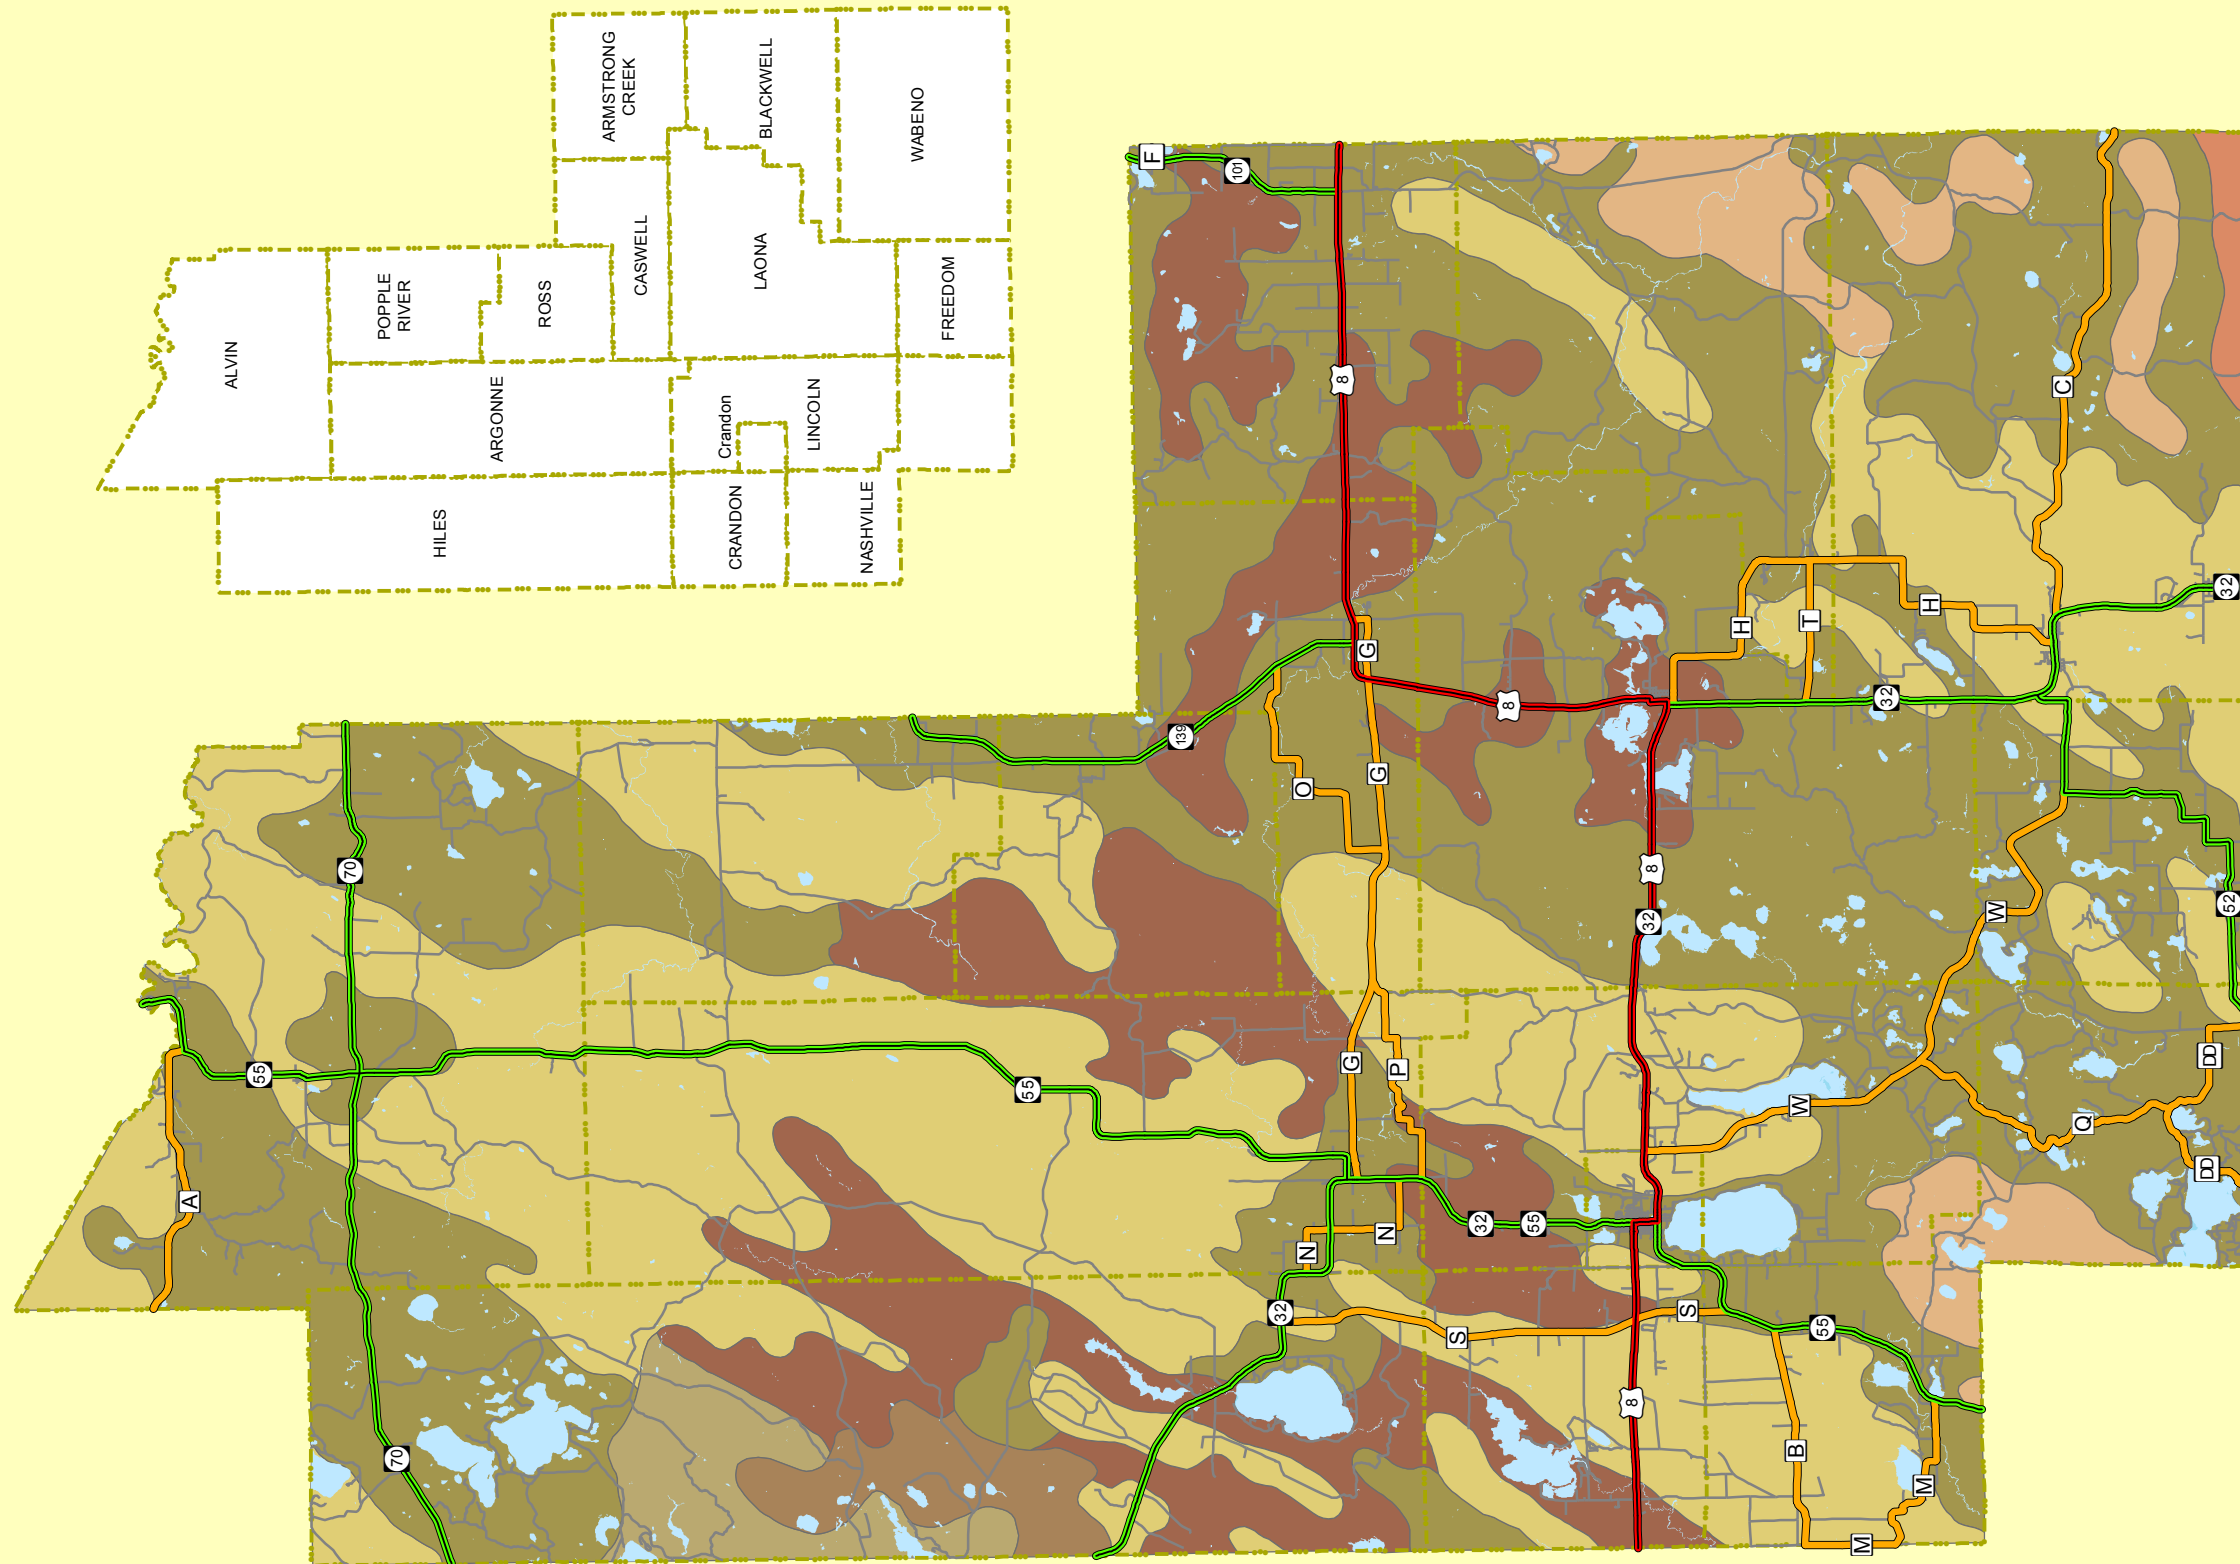 ALVIN
POPPLE
RIVER
ROSS
ARGONNE
HILES
CASWELL
ARMSTRONG
CREEK
BLACKWELL
LAONA
WABENO
Crandon
LINCOLN
CRANDON
NASHVILLE
FREEDOM
F
101
8
C
139
G
8
H
T
H
32
32
O
G
8
32
W
52
70
55
A
55
G
P
W
Q
DD
DD
N
N
32
55
32
S
S
55
70
8
B
M
M